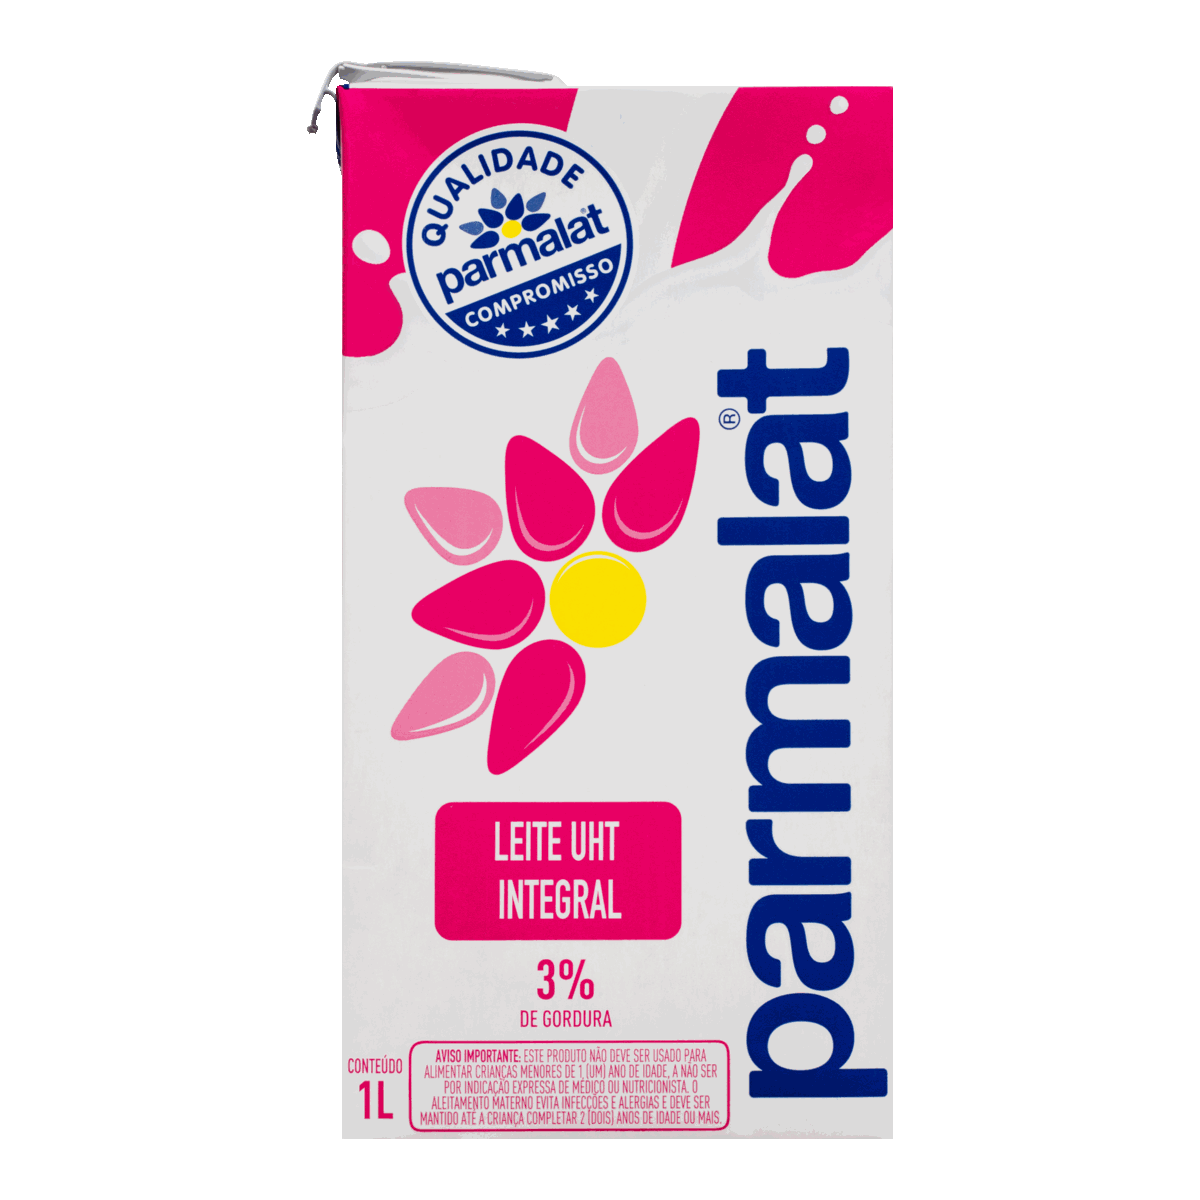 QUALIDADE
parmalat®
COMPROMISSO
parmalat®
LEITE UHT
INTEGRAL
3%
DE GORDURA
CONTEÚDO
1L
AVISO IMPORTANTE: ESTE PRODUTO NÃO DEVE SER USADO PARA
ALIMENTAR CRIANÇAS MENORES DE 1 (UM) ANO DE IDADE, A NÃO SER
POR INDICAÇÃO EXPRESSA DE MÉDICO OU NUTRICIONISTA. O
ALEITAMENTO MATERNO EVITA INFECÇÕES E ALERGIAS E DEVE SER
MANTIDO ATÉ A CRIANÇA COMPLETAR 2 (DOIS) ANOS DE IDADE OU MAIS.